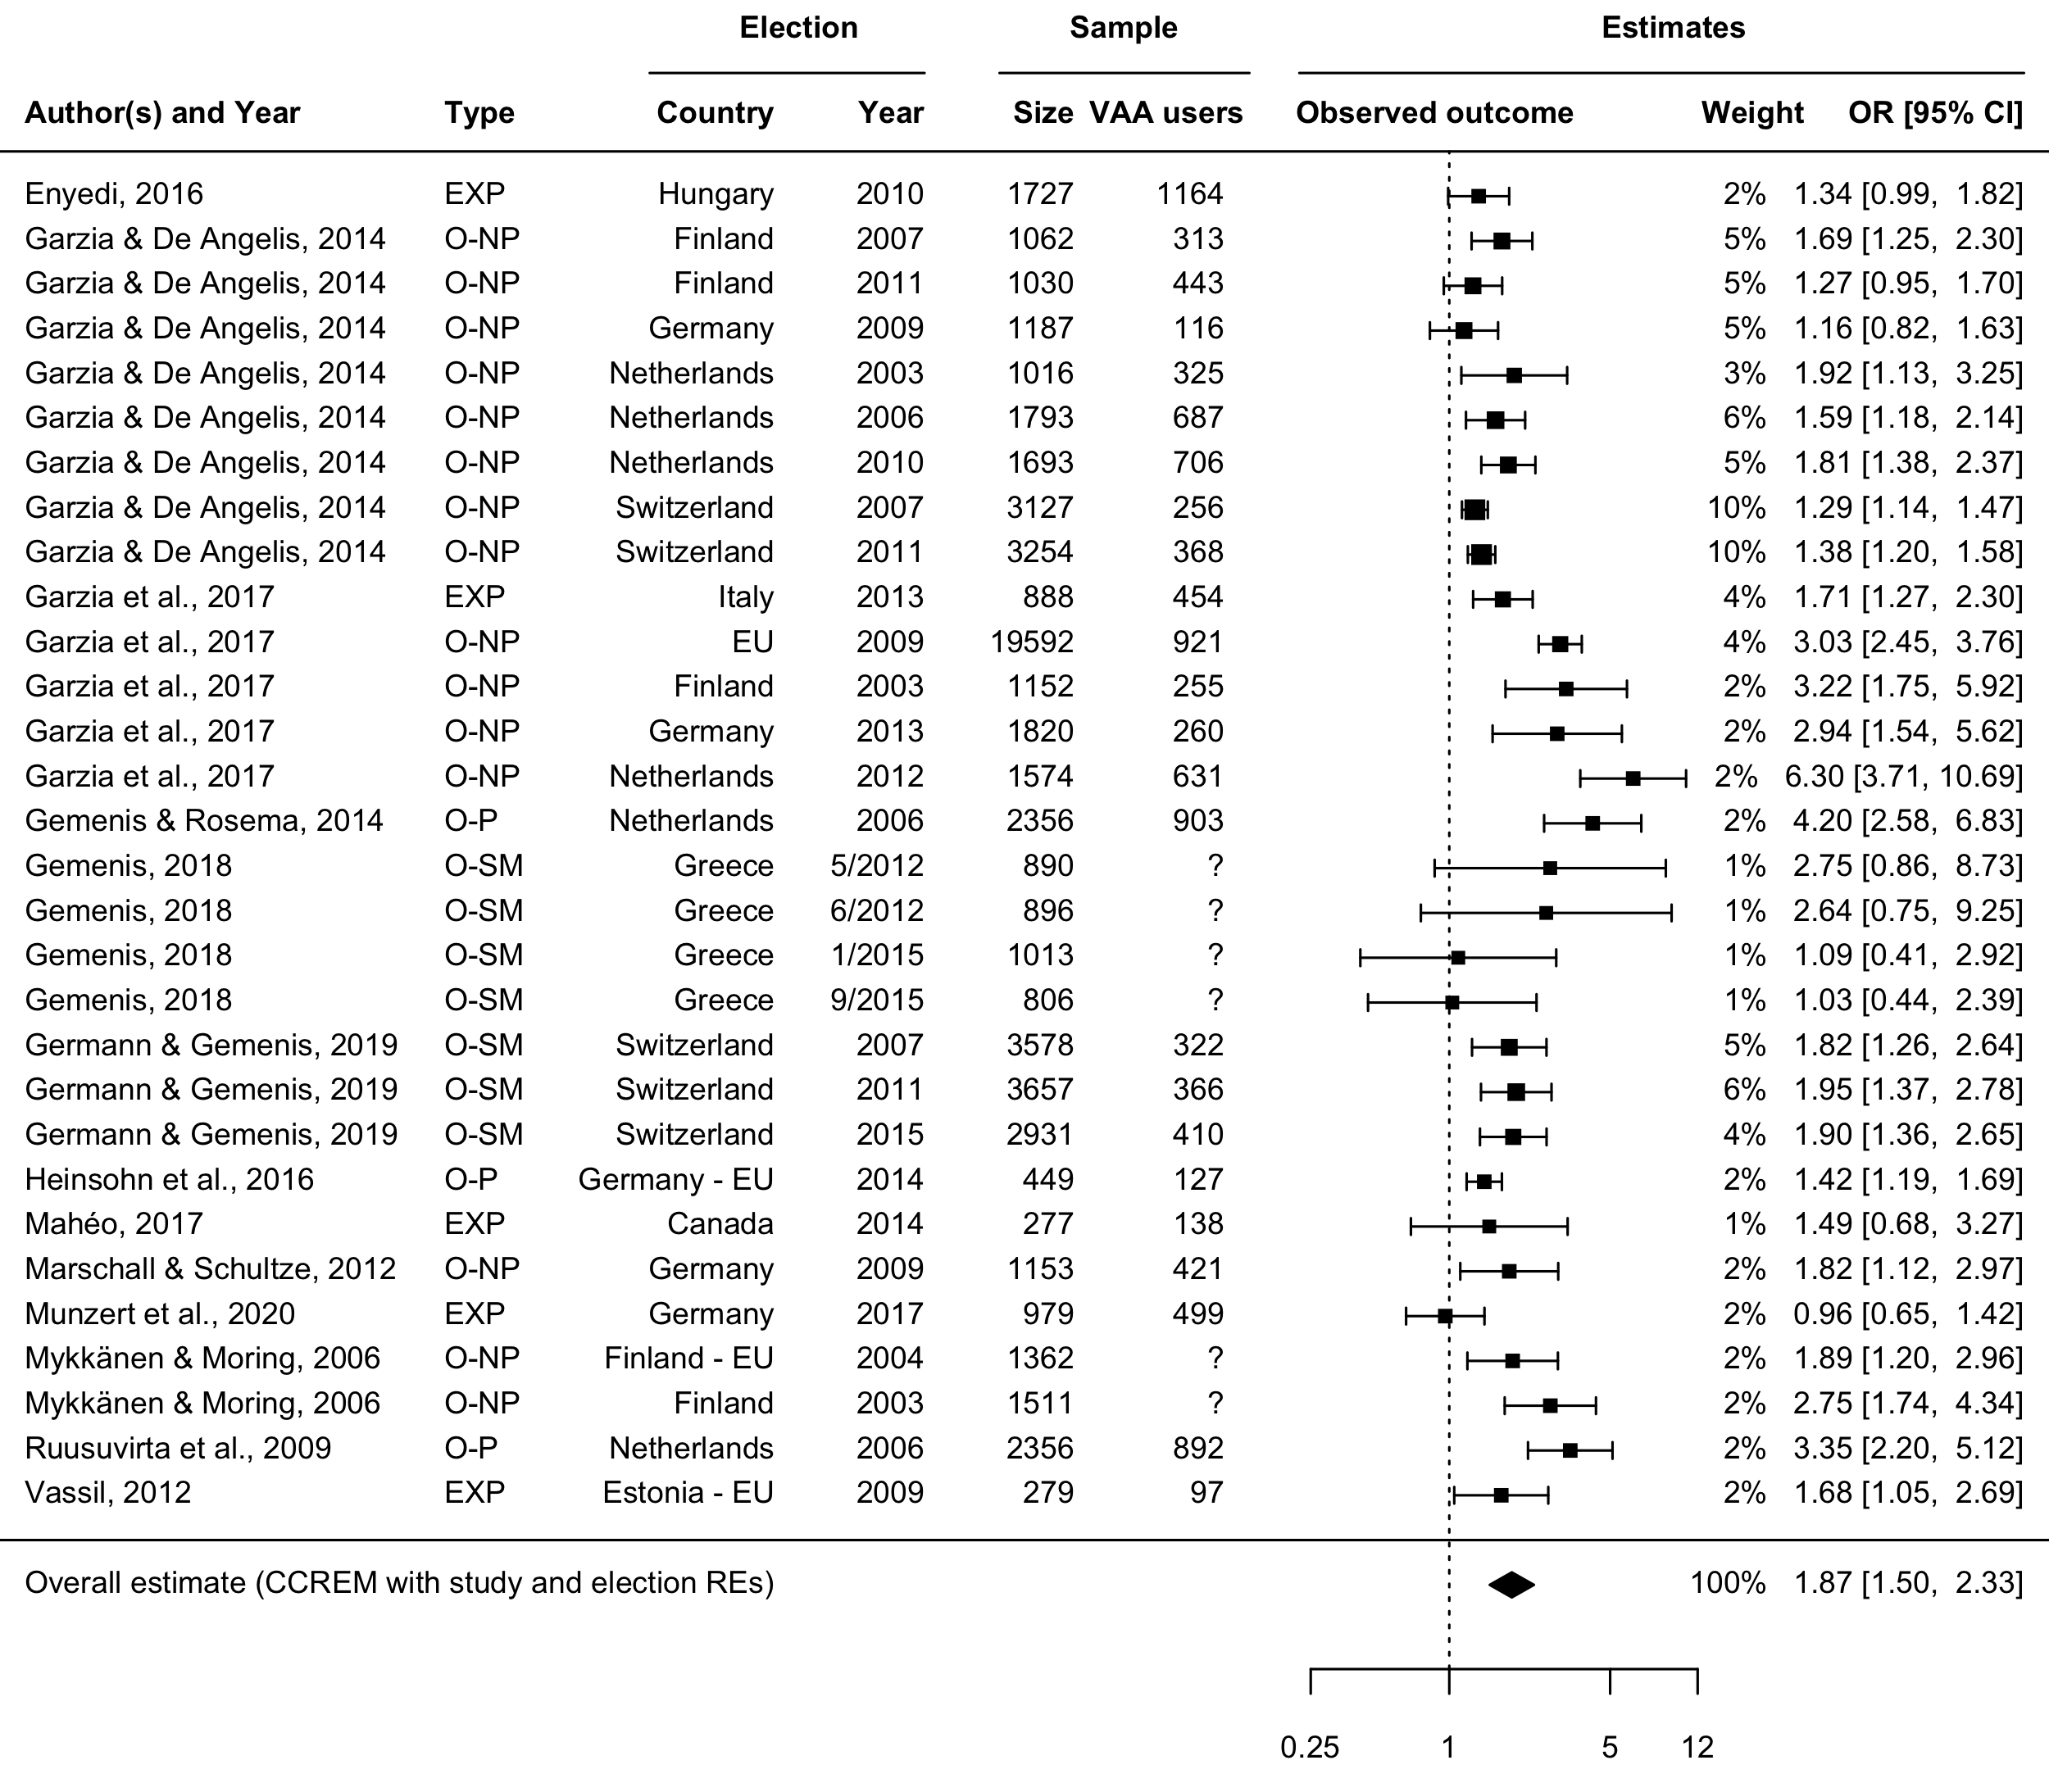 Election Sample Estimates
Author(s) and Year Type Country Year Size VAA users Observed outcome Weight OR [95% CI]
Enyedi, 2016 EXP Hungary 2010 1727 1164 2% 1.34 [0.99, 1.82]
Garzia & De Angelis, 2014 O-NP Finland 2007 1062 313 5% 1.69 [1.25, 2.30]
Garzia & De Angelis, 2014 O-NP Finland 2011 1030 443 5% 1.27 [0.95, 1.70]
Garzia & De Angelis, 2014 O-NP Germany 2009 1187 116 5% 1.16 [0.82, 1.63]
Garzia & De Angelis, 2014 O-NP Netherlands 2003 1016 325 3% 1.92 [1.13, 3.25]
Garzia & De Angelis, 2014 O-NP Netherlands 2006 1793 687 6% 1.59 [1.18, 2.14]
Garzia & De Angelis, 2014 O-NP Netherlands 2010 1693 706 5% 1.81 [1.38, 2.37]
Garzia & De Angelis, 2014 O-NP Switzerland 2007 3127 256 10% 1.29 [1.14, 1.47]
Garzia & De Angelis, 2014 O-NP Switzerland 2011 3254 368 10% 1.38 [1.20, 1.58]
Garzia et al., 2017 EXP Italy 2013 888 454 4% 1.71 [1.27, 2.30]
Garzia et al., 2017 O-NP EU 2009 19592 921 4% 3.03 [2.45, 3.76]
Garzia et al., 2017 O-NP Finland 2003 1152 255 2% 3.22 [1.75, 5.92]
Garzia et al., 2017 O-NP Germany 2013 1820 260 2% 2.94 [1.54, 5.62]
Garzia et al., 2017 O-NP Netherlands 2012 1574 631 2% 6.30 [3.71, 10.69]
Gemenis & Rosema, 2014 O-P Netherlands 2006 2356 903 2% 4.20 [2.58, 6.83]
Gemenis, 2018 O-SM Greece 5/2012 890 ? 1% 2.75 [0.86, 8.73]
Gemenis, 2018 O-SM Greece 6/2012 896 ? 1% 2.64 [0.75, 9.25]
Gemenis, 2018 O-SM Greece 1/2015 1013 ? 1% 1.09 [0.41, 2.92]
Gemenis, 2018 O-SM Greece 9/2015 806 ? 1% 1.03 [0.44, 2.39]
Germann & Gemenis, 2019 O-SM Switzerland 2007 3578 322 5% 1.82 [1.26, 2.64]
Germann & Gemenis, 2019 O-SM Switzerland 2011 3657 366 6% 1.95 [1.37, 2.78]
Germann & Gemenis, 2019 O-SM Switzerland 2015 2931 410 4% 1.90 [1.36, 2.65]
Heinsohn et al., 2016 O-P Germany - EU 2014 449 127 2% 1.42 [1.19, 1.69]
Mahéo, 2017 EXP Canada 2014 277 138 1% 1.49 [0.68, 3.27]
Marschall & Schultze, 2012 O-NP Germany 2009 1153 421 2% 1.82 [1.12, 2.97]
Munzert et al., 2020 EXP Germany 2017 979 499 2% 0.96 [0.65, 1.42]
Mykkänen & Moring, 2006 O-NP Finland - EU 2004 1362 ? 2% 1.89 [1.20, 2.96]
Mykkänen & Moring, 2006 O-NP Finland 2003 1511 ? 2% 2.75 [1.74, 4.34]
Ruusuvirta et al., 2009 O-P Netherlands 2006 2356 892 2% 3.35 [2.20, 5.12]
Vassil, 2012 EXP Estonia - EU 2009 279 97 2% 1.68 [1.05, 2.69]
Overall estimate (CCREM with study and election REs) 100% 1.87 [1.50, 2.33]
0.25 1 5 12